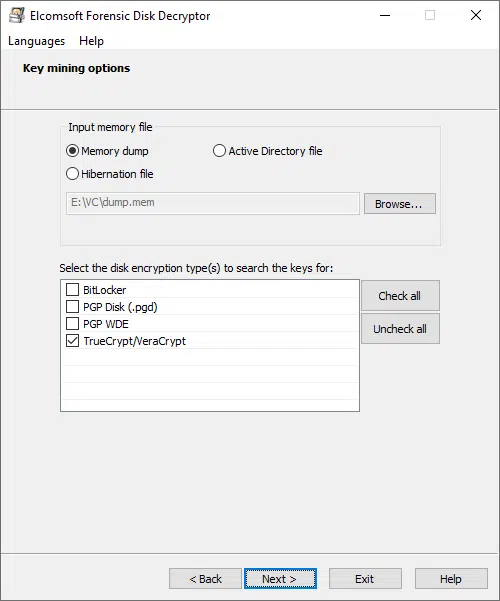 Elcomsoft Forensic Disk Decryptor
Languages Help
Key mining options
Input memory file
Memory dump Active Directory file
Hibernation file
E:\VC\dump.mem Browse...
Select the disk encryption type(s) to search the keys for:
BitLocker
Check all
PGP Disk (.pgd)
PGP WDE
Uncheck all
TrueCrypt/VeraCrypt
< Back Next > Exit Help